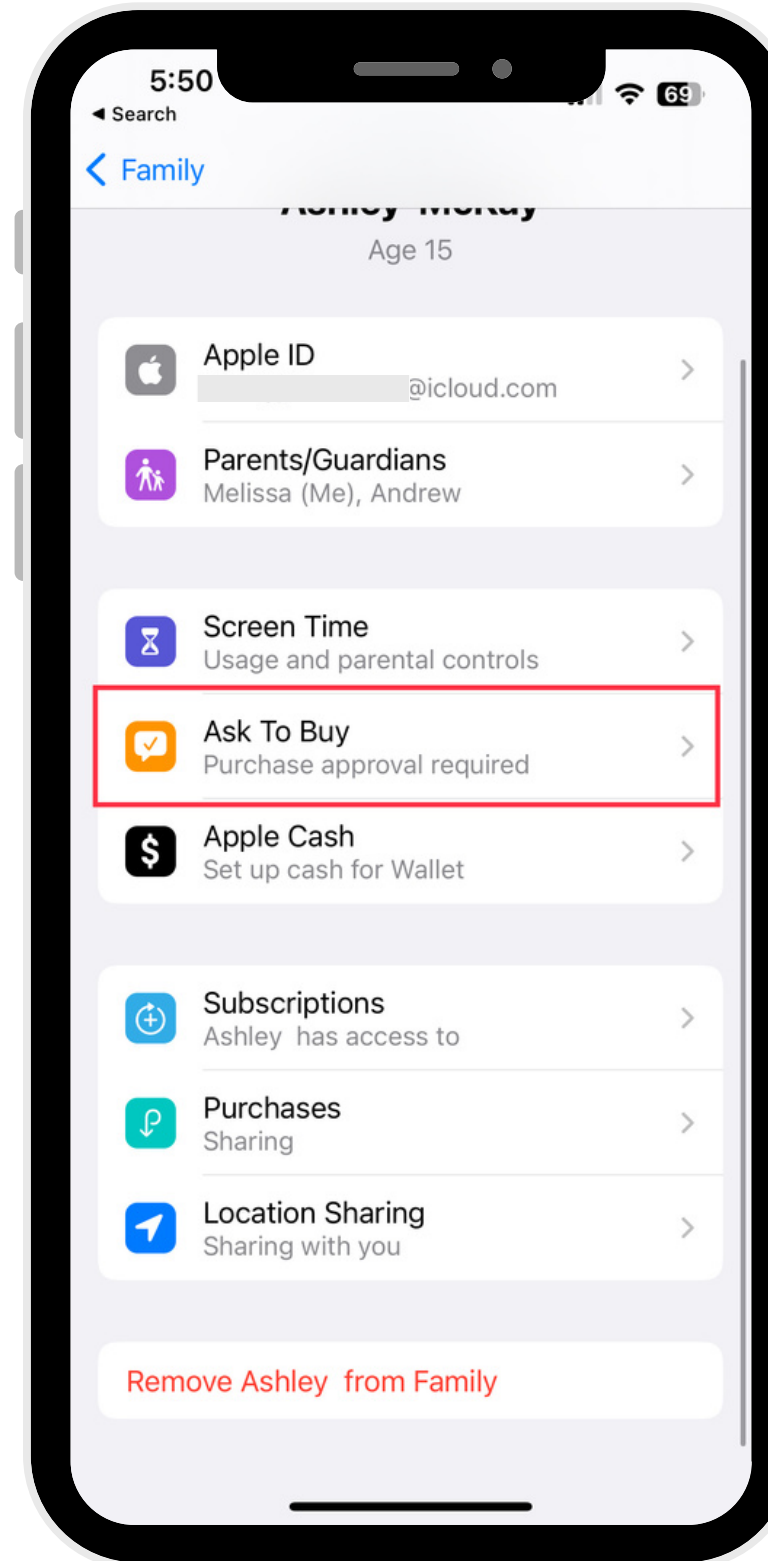 5:50
69
◀ Search
Family
Ashley McKay
Age 15
Apple ID
@icloud.com
Parents/Guardians
Melissa (Me), Andrew
Screen Time
Usage and parental controls
Ask To Buy
Purchase approval required
Apple Cash
Set up cash for Wallet
Subscriptions
Ashley has access to
Purchases
Sharing
Location Sharing
Sharing with you
Remove Ashley from Family